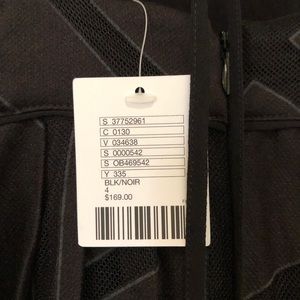 S 37752961
C 0130
V 034638
S 0000542
S OB469542
Y 335
BLK/NOIR
4
$169.00